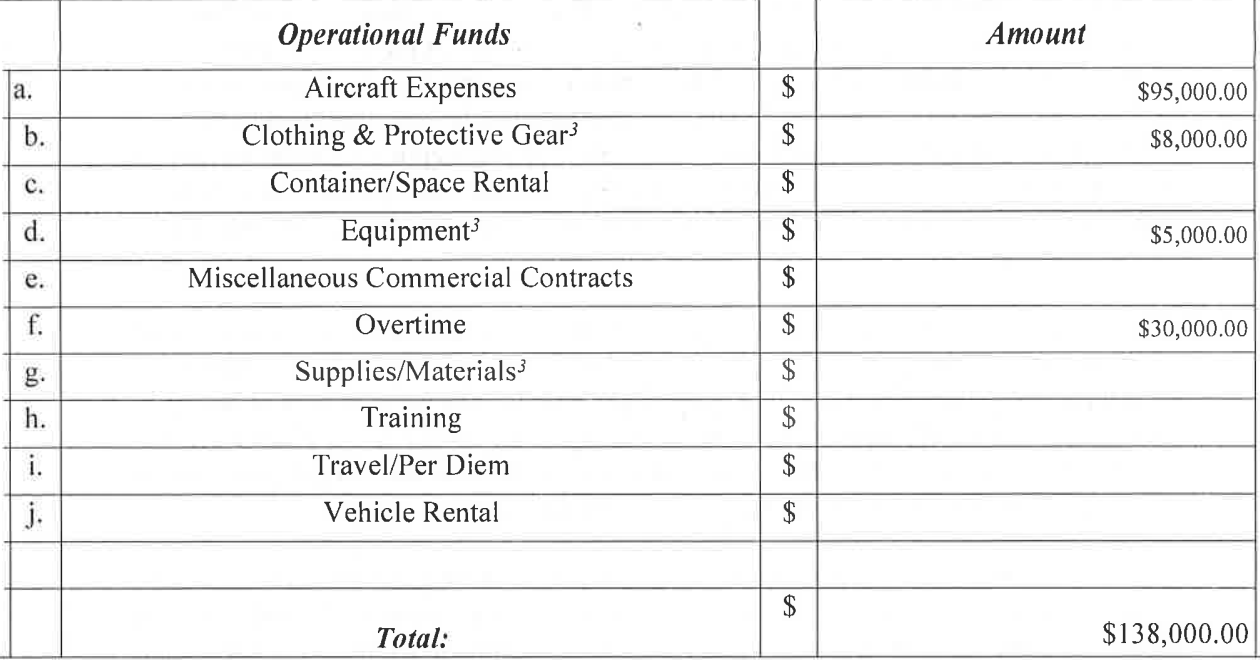 Operational Funds Amount
a. Aircraft Expenses $ $95,000.00
b. Clothing & Protective Gear³ $ $8,000.00
c. Container/Space Rental $
d. Equipment³ $ $5,000.00
e. Miscellaneous Commercial Contracts $
f. Overtime $ $30,000.00
g. Supplies/Materials³ $
h. Training $
i. Travel/Per Diem $
j. Vehicle Rental $
Total: $ $138,000.00